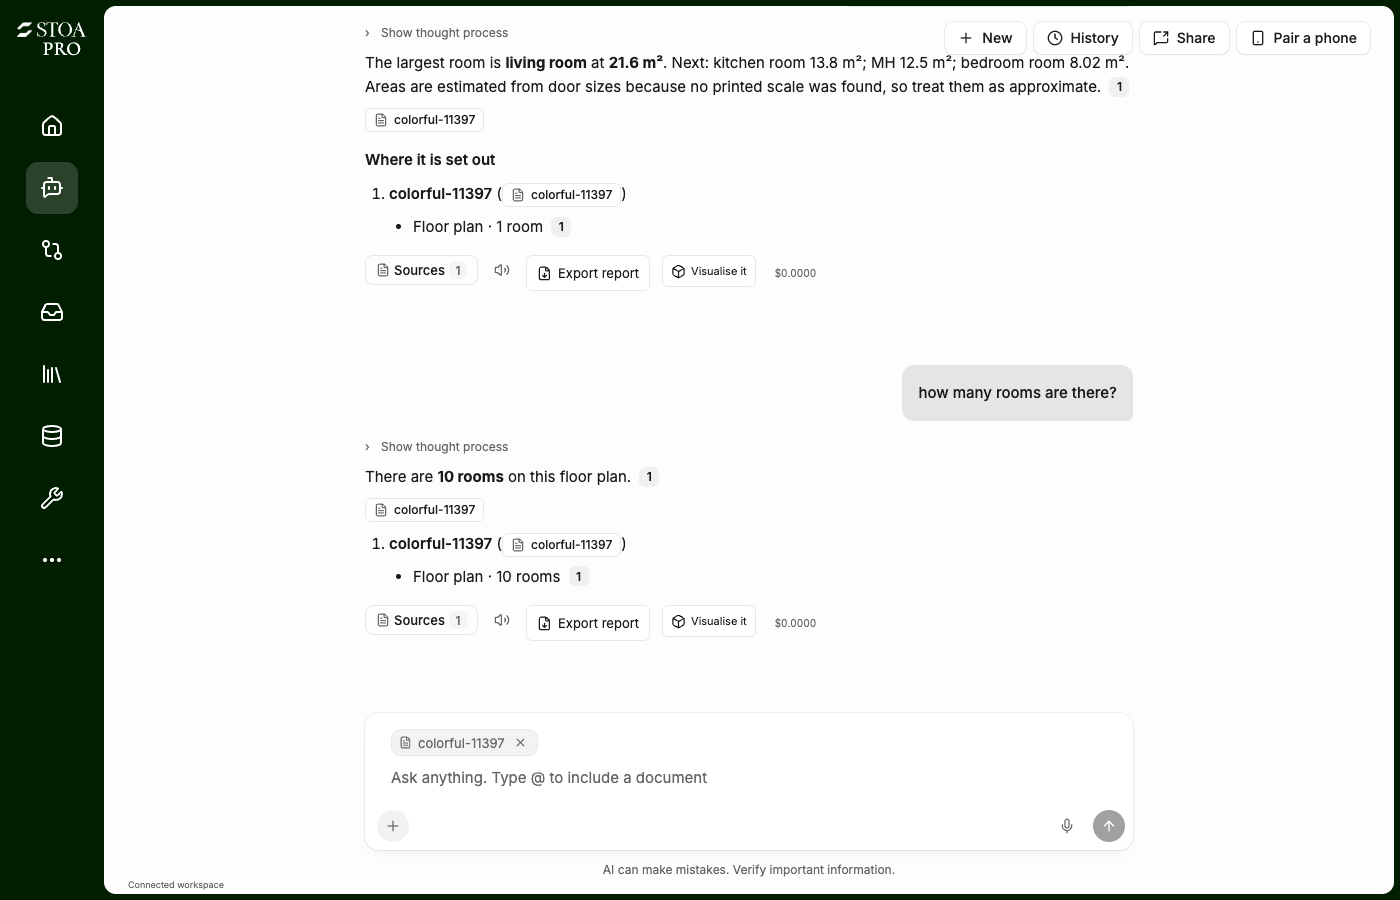 STOA
PRO
New
History
Share
Pair a phone
Show thought process
The largest room is living room at 21.6 m². Next: kitchen room 13.8 m²; MH 12.5 m²; bedroom room 8.02 m².
Areas are estimated from door sizes because no printed scale was found, so treat them as approximate. 1
colorful-11397
Where it is set out
1. colorful-11397 ( colorful-11397 )
• Floor plan · 1 room 1
Sources 1 Export report Visualise it $0.0000
how many rooms are there?
Show thought process
There are 10 rooms on this floor plan. 1
colorful-11397
1. colorful-11397 ( colorful-11397 )
• Floor plan · 10 rooms 1
Sources 1 Export report Visualise it $0.0000
colorful-11397
Ask anything. Type @ to include a document
AI can make mistakes. Verify important information.
Connected workspace